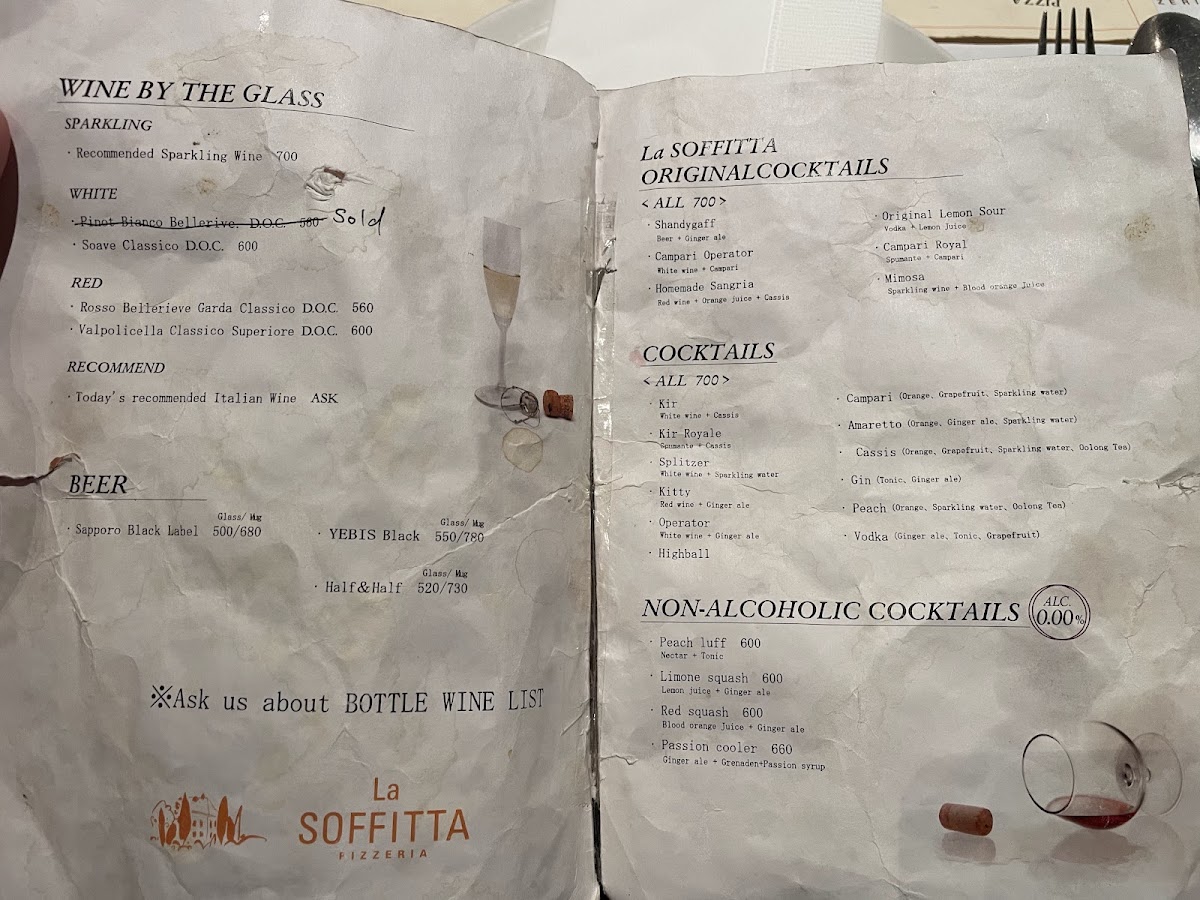 WINE BY THE GLASS
SPARKLING
・Recommended Sparkling Wine 700
WHITE
・Pinot Bianco Bellerive. D.O.C. 560 Sold
・Soave Classico D.O.C. 600
RED
・Rosso Bellerieve Garda Classico D.O.C. 560
・Valpolicella Classico Superiore D.O.C. 600
RECOMMEND
・Today's recommended Italian Wine ASK
BEER
Glass/Mug
・Sapporo Black Label 500/680
Glass/Mug
・YEBIS Black 550/780
Glass/Mug
・Half&Half 520/730
※Ask us about BOTTLE WINE LIST
La
SOFFITTA
PIZZERIA
La SOFFITTA
ORIGINALCOCKTAILS
<ALL 700>
・Shandygaff
Beer + Ginger ale
・Campari Operator
White wine + Campari
・Homemade Sangria
Red wine + Orange juice + Cassis
・Original Lemon Sour
Vodka + Lemon Juice
・Campari Royal
Spumante + Campari
・Mimosa
Sparkling wine + Blood orange Juice
COCKTAILS
<ALL 700>
・Kir
White wine + Cassis
・Kir Royale
Spumante + Cassis
・Splitzer
White wine + Sparkling water
・Kitty
Red wine + Ginger ale
・Operator
White wine + Ginger ale
・Highball
・Campari (Orange、Grapefruit、Sparkling water)
・Amaretto (Orange、Ginger ale、Sparkling water)
・Cassis (Orange、Grapefruit、Sparkling water、Oolong Tea)
・Gin (Tonic、Ginger ale)
・Peach (Orange、Sparkling water、Oolong Tea)
・Vodka (Ginger ale、Tonic、Grapefruit)
NON-ALCOHOLIC COCKTAILS ALC. 0.00%
・Peach luff 600
Nectar + Tonic
・Limone squash 600
Lemon juice + Ginger ale
・Red squash 600
Blood orange Juice + Ginger ale
・Passion cooler 660
Ginger ale + Grenaden+Passion syrup
PIZZA